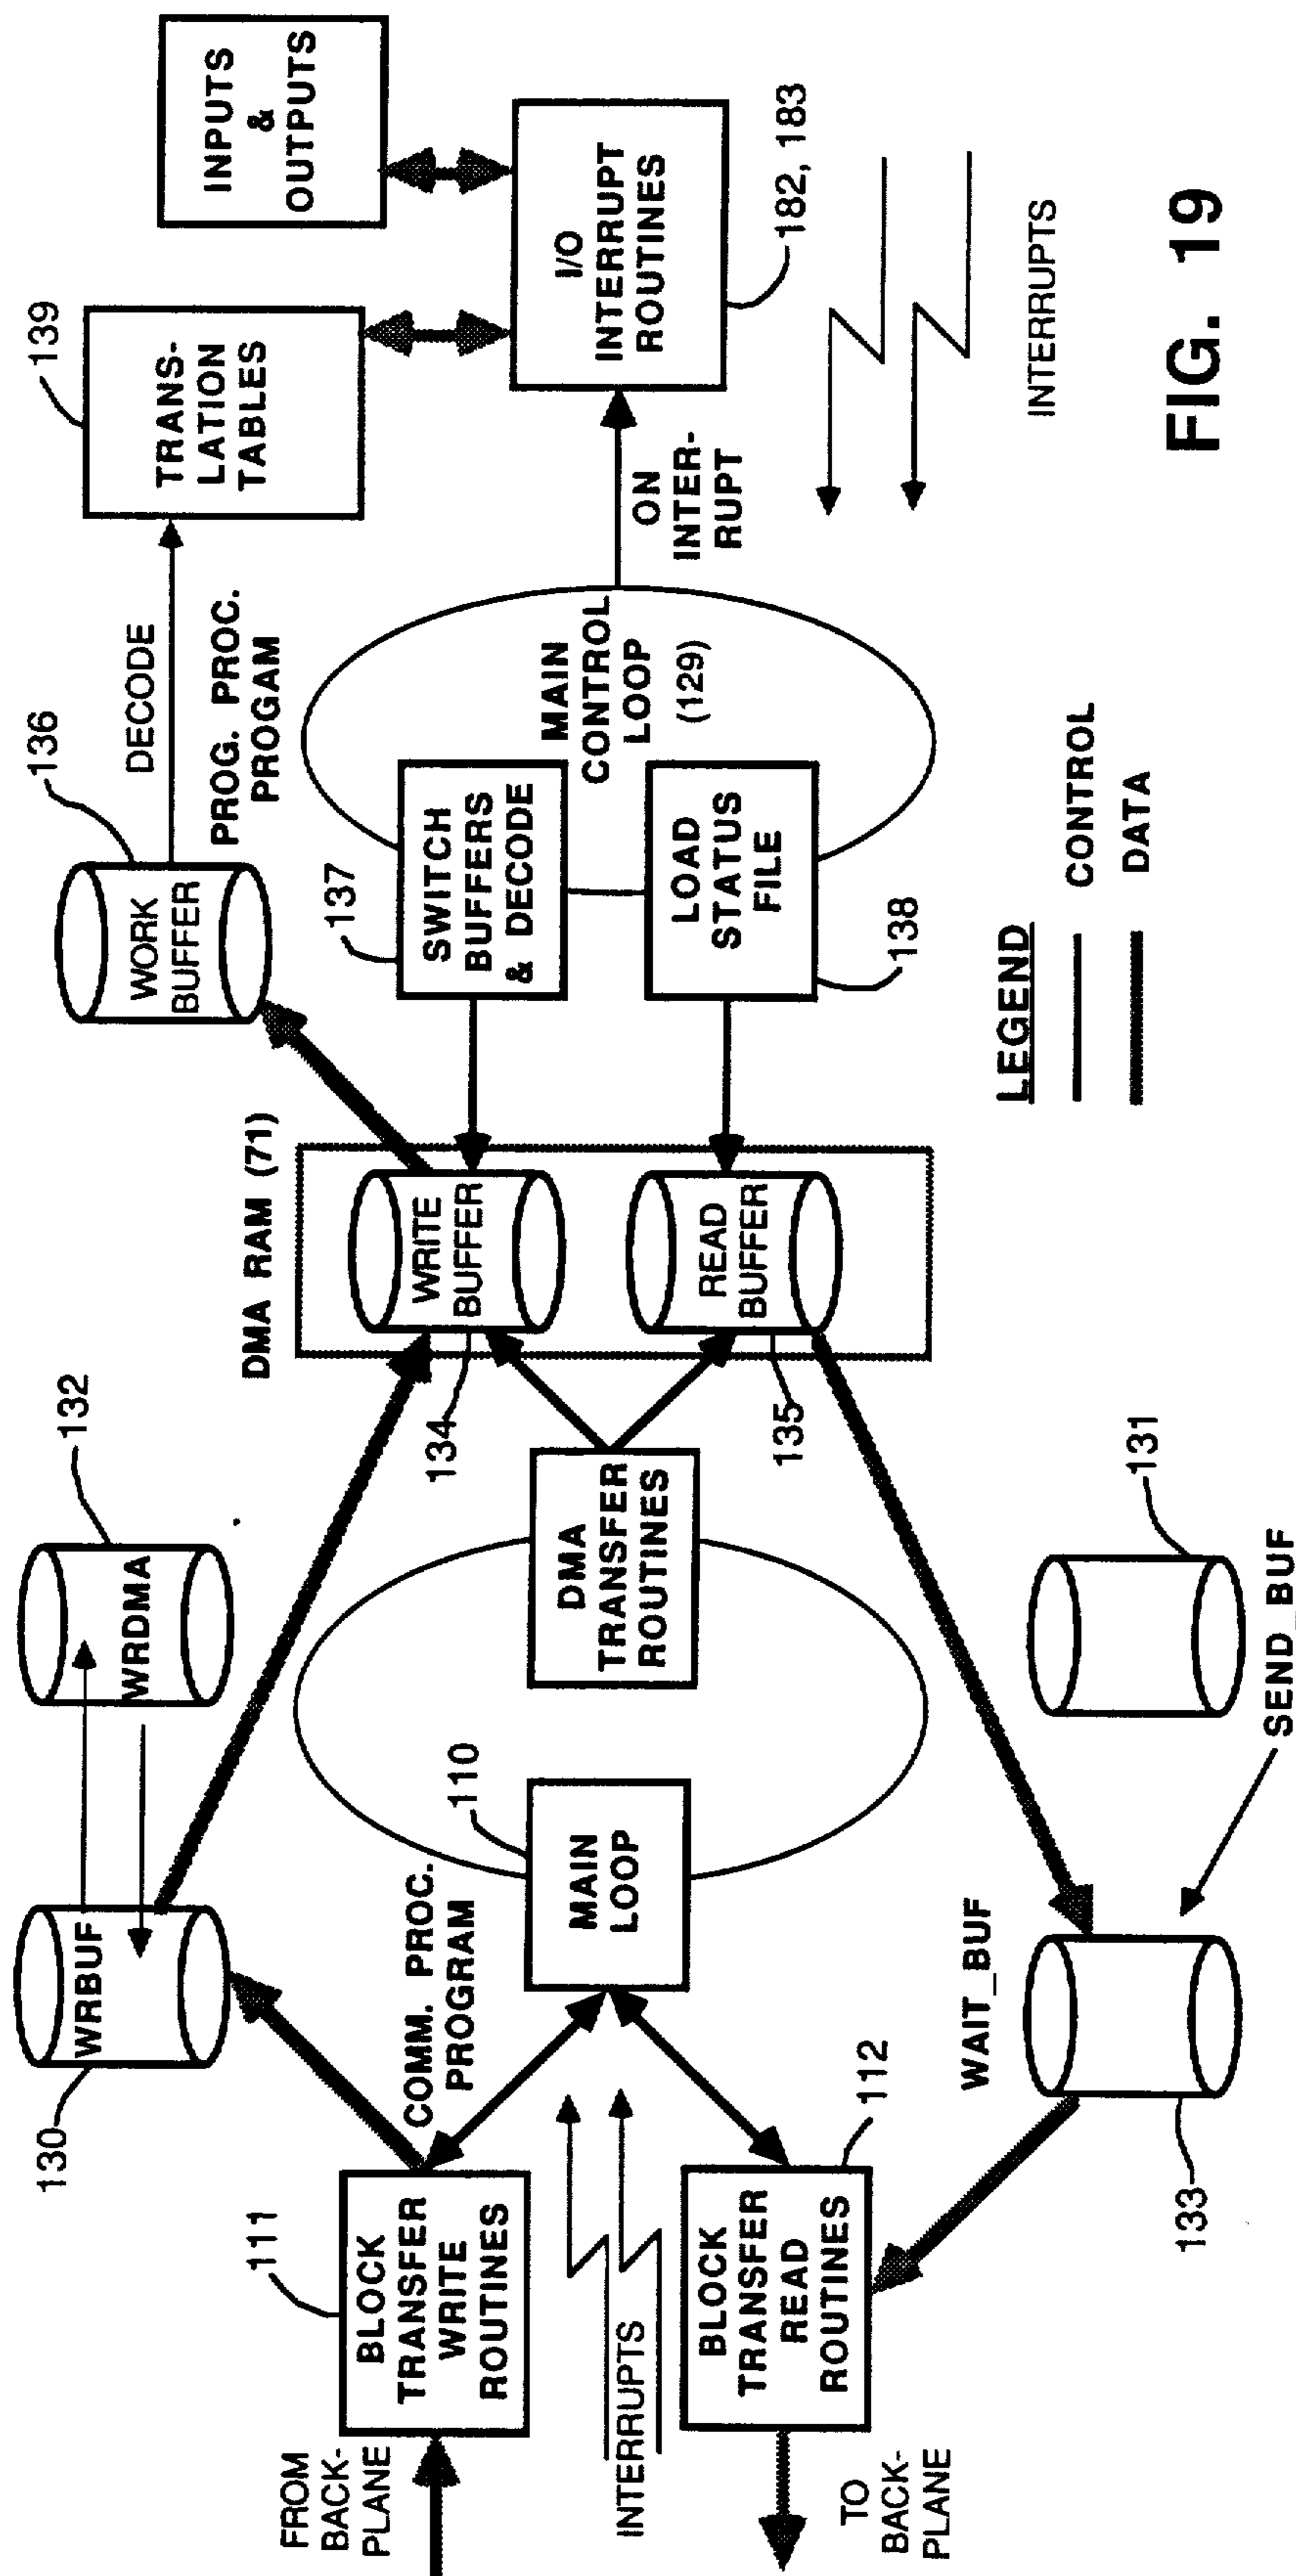 FROM
BACK-
PLANE
111
BLOCK
TRANSFER
WRITE
ROUTINES
INTERRUPTS
BLOCK
TRANSFER
READ
ROUTINES
112
TO
BACK-
PLANE
130
WRBUF
132
WRDMA
COMM. PROC.
PROGRAM
110
MAIN
LOOP
DMA
TRANSFER
ROUTINES
WAIT_BUF
133
131
SEND_BUF
DMA RAM (71)
WRITE
BUFFER
134
READ
BUFFER
135
136
WORK
BUFFER
DECODE
PROG. PROC.
PROGAM
137
SWITCH
BUFFERS
& DECODE
LOAD
STATUS
FILE
138
MAIN
CONTROL
LOOP
(129)
ON
INTER-
RUPT
139
TRANS-
LATION
TABLES
INPUTS
&
OUTPUTS
I/O
INTERRUPT
ROUTINES
182, 183
INTERRUPTS
LEGEND
CONTROL
DATA
FIG. 19